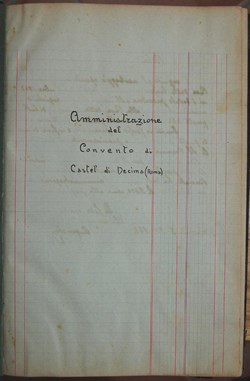 Amministrazione
del
Convento di
Castel di Decima (Roma)